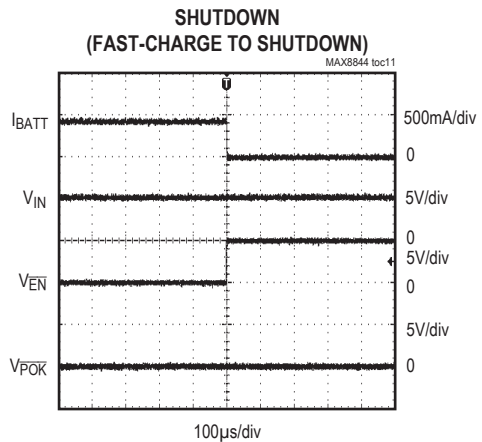 SHUTDOWN
(FAST-CHARGE TO SHUTDOWN)
MAX8844 toc11
T
IBATT
500mA/div
0
VIN
5V/div
0
5V/div
VEN
0
5V/div
VPOK
0
100µs/div